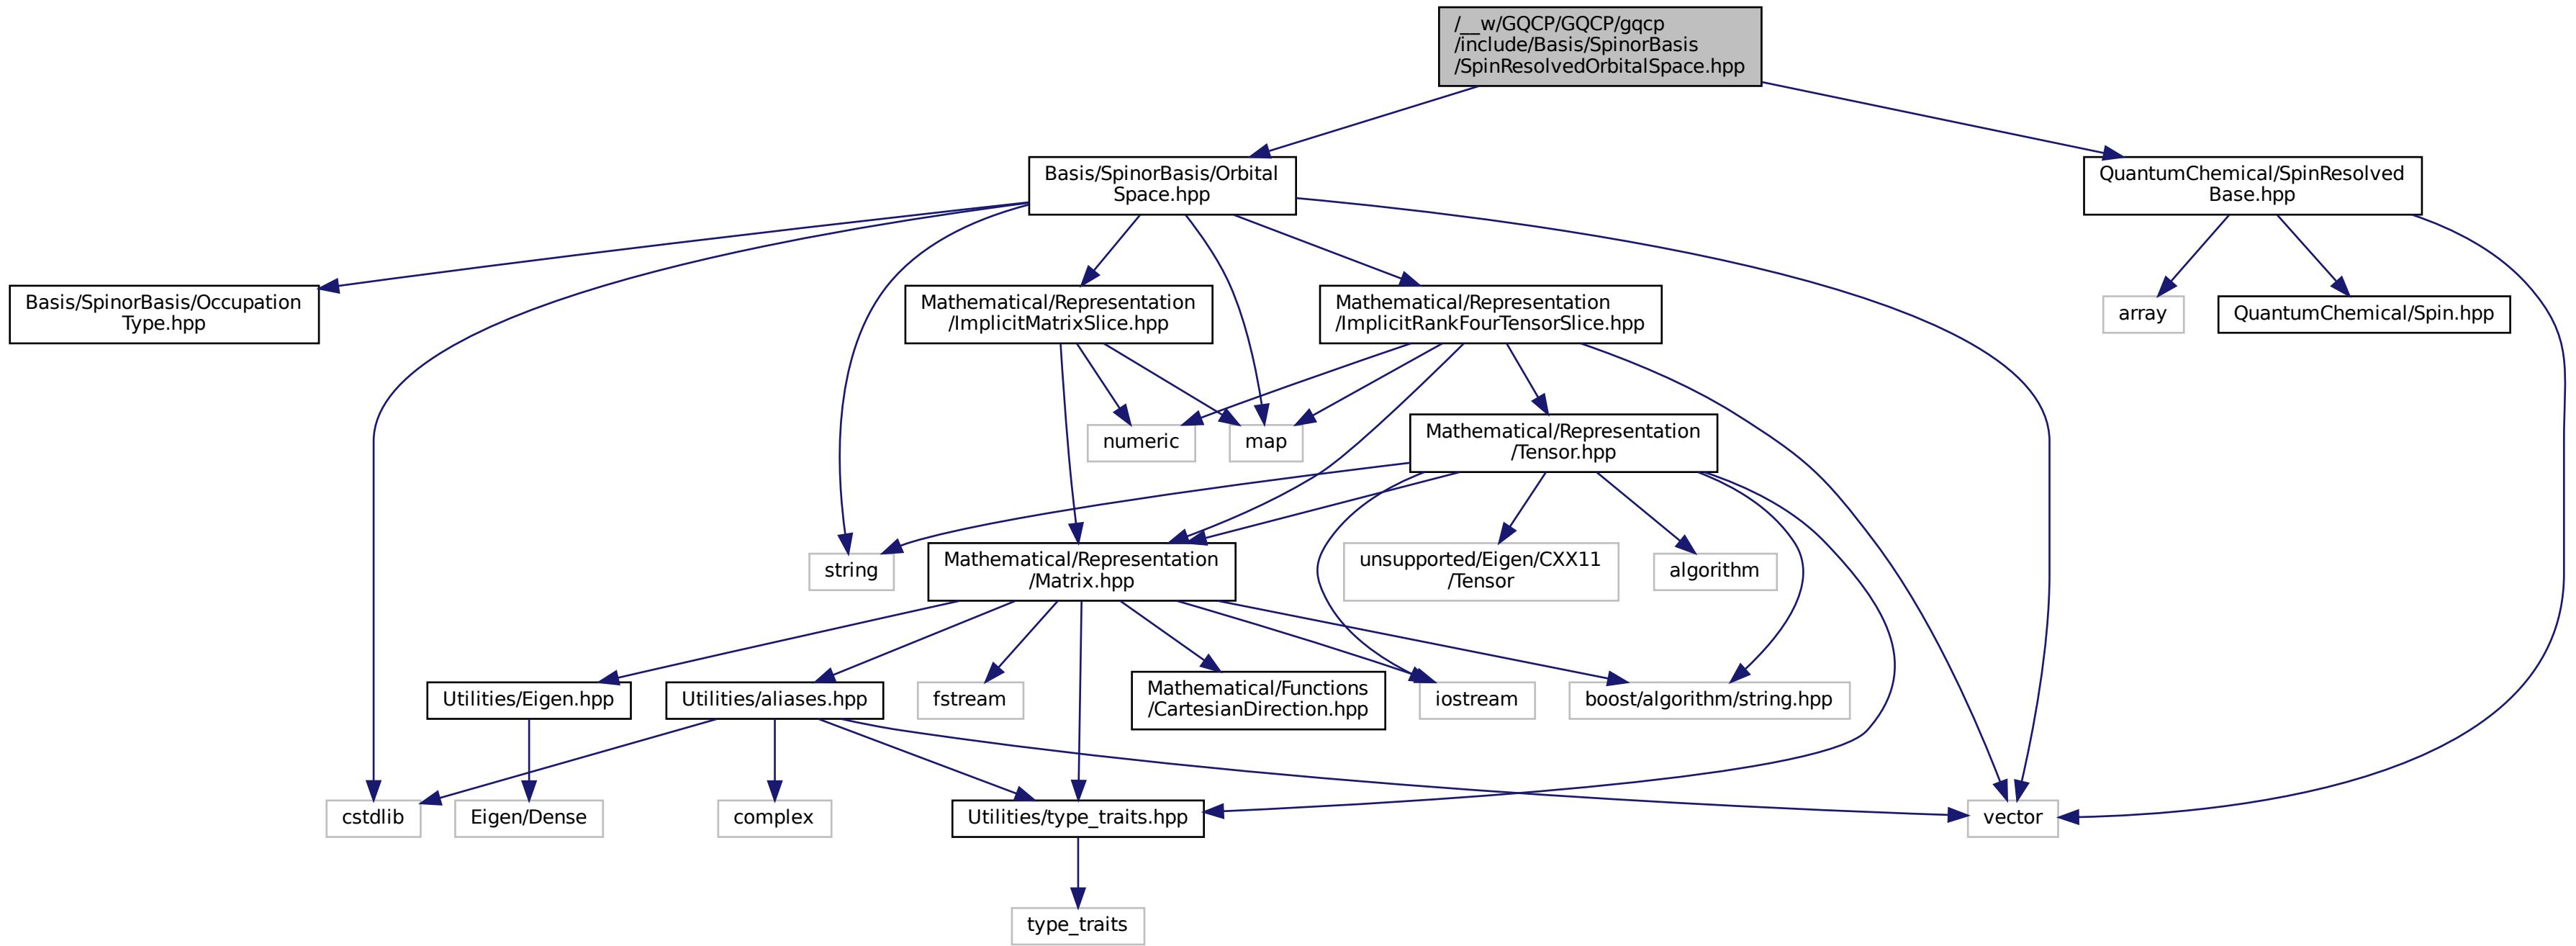 /__w/GQCP/GQCP/gqcp
/include/Basis/SpinorBasis
/SpinResolvedOrbitalSpace.hpp
Basis/SpinorBasis/Orbital
Space.hpp
QuantumChemical/SpinResolved
Base.hpp
Basis/SpinorBasis/Occupation
Type.hpp
Mathematical/Representation
/ImplicitMatrixSlice.hpp
Mathematical/Representation
/ImplicitRankFourTensorSlice.hpp
array
QuantumChemical/Spin.hpp
numeric
map
Mathematical/Representation
/Tensor.hpp
string
Mathematical/Representation
/Matrix.hpp
unsupported/Eigen/CXX11
/Tensor
algorithm
Utilities/Eigen.hpp
Utilities/aliases.hpp
fstream
Mathematical/Functions
/CartesianDirection.hpp
iostream
boost/algorithm/string.hpp
cstdlib
Eigen/Dense
complex
Utilities/type_traits.hpp
vector
type_traits